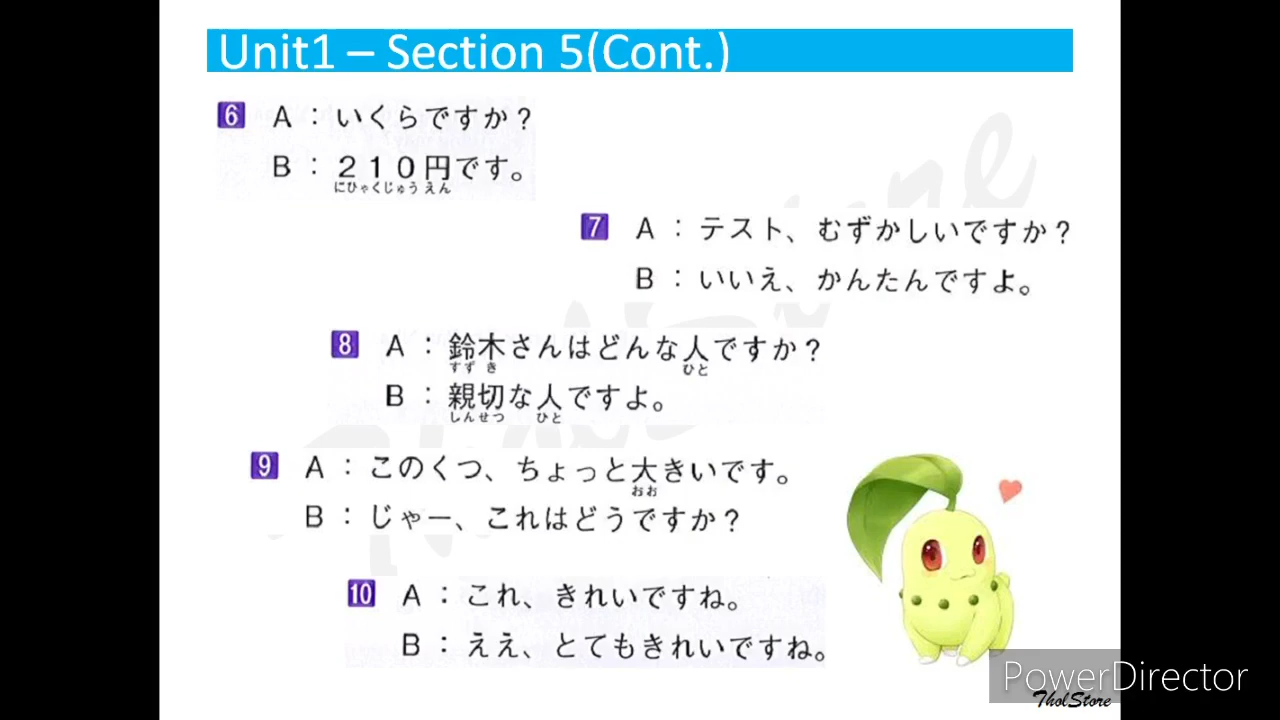 Unit1 – Section 5(Cont.)
6 A：いくらですか？
B：２１０円です。
にひゃくじゅう えん
7 A：テスト、むずかしいですか？
B：いいえ、かんたんですよ。
8 A：鈴木さんはどんな人ですか？
すず き ひと
B：親切な人ですよ。
しんせつ ひと
9 A：このくつ、ちょっと大きいです。
おお
B：じゃー、これはどうですか？
10 A：これ、きれいですね。
B：ええ、とてもきれいですね。
PowerDirector
TholStore